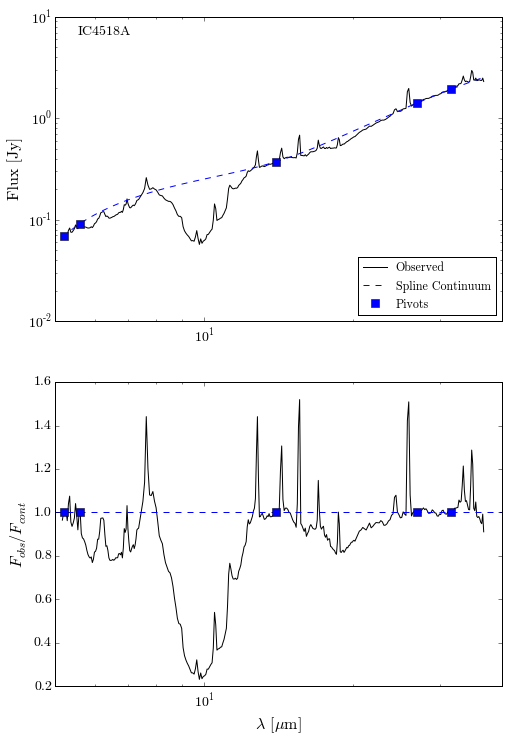 IC4518A
Flux [Jy]
10^1
10^0
10^-1
10^-2
10^1
Observed
Spline Continuum
Pivots
F_obs/F_cont
1.6
1.4
1.2
1.0
0.8
0.6
0.4
0.2
10^1
λ [μm]